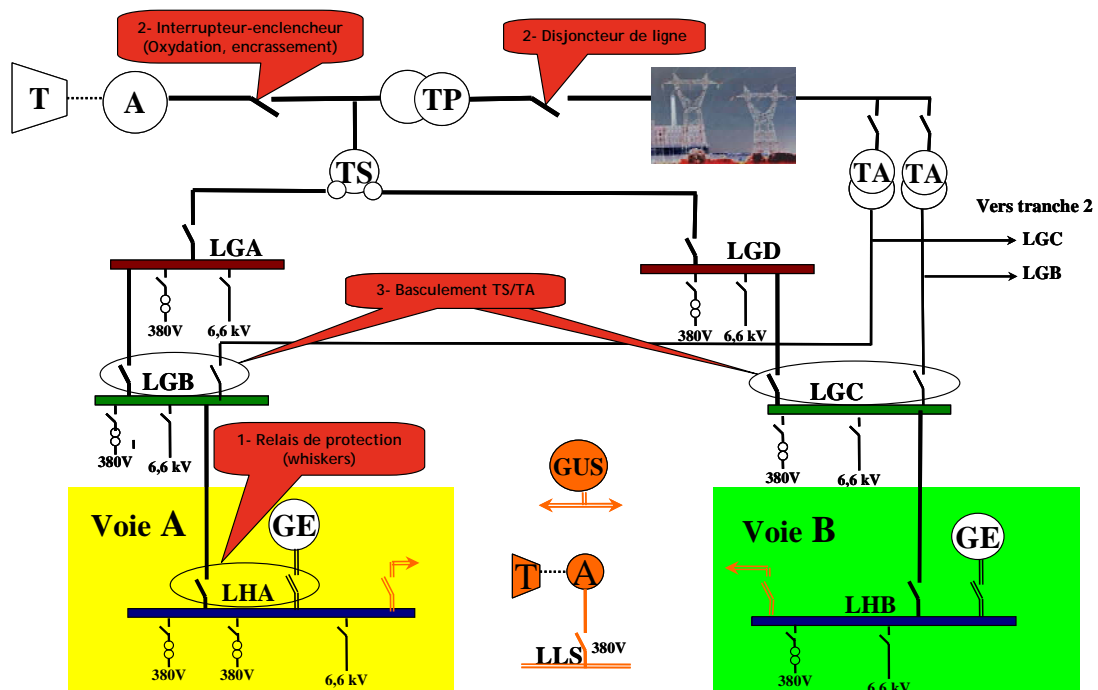 2- Interrupteur-enclencheur
(Oxydation, encrassement)
2- Disjoncteur de ligne
T
A
TP
TS
TA
TA
Vers tranche 2
LGC
LGB
LGA
LGD
3- Basculement TS/TA
380V
6,6 kV
380V
6,6 kV
LGB
LGC
380V
6,6 kV
1- Relais de protection
(whiskers)
380V
6,6 kV
GUS
Voie A
GE
Voie B
GE
T
A
LHA
LHB
LLS
380V
380V
380V
6,6 kV
380V
6,6 kV